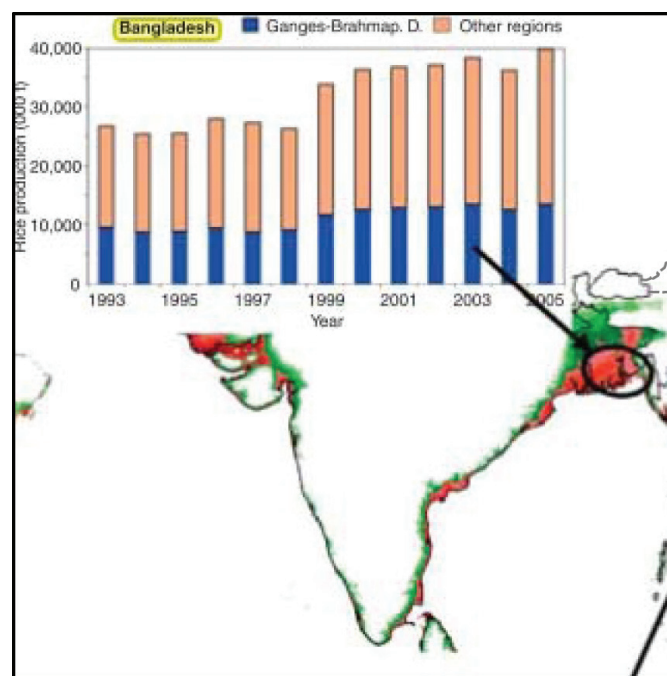 Bangladesh Ganges-Brahmap. D. Other regions
40,000
30,000
20,000
10,000
0
Rice production (000 t)
1993 1995 1997 1999 2001 2003 2005
Year